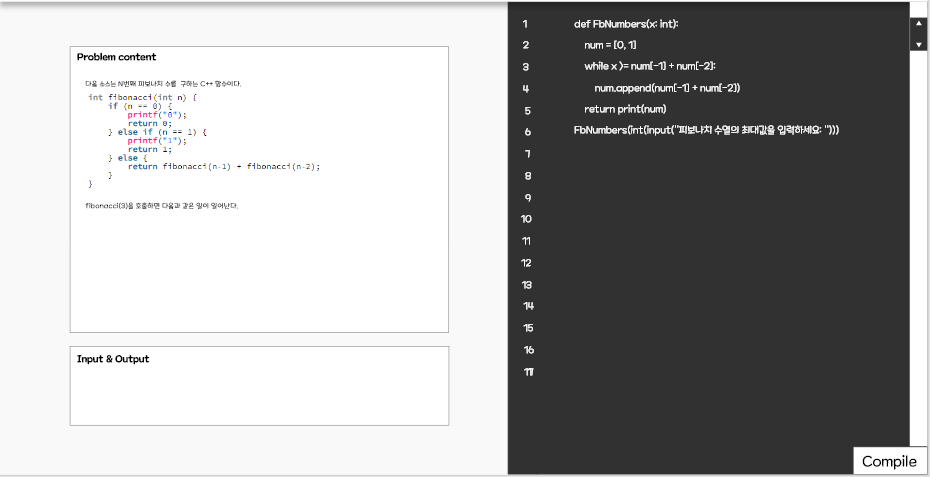 Problem content
다음 소스는 N번째 피보나치 수를 구하는 C++ 함수이다.
int fibonacci(int n) {
if (n == 0) {
printf("0");
return 0;
} else if (n == 1) {
printf("1");
return 1;
} else {
return fibonacci(n-1) + fibonacci(n-2);
}
}
fibonacci(3)을 호출하면 다음과 같은 일이 일어난다.
Input & Output
1 def FbNumbers(x: int):
2 num = [0, 1]
3 while x >= num[-1] + num[-2]:
4 num.append(num[-1] + num[-2])
5 return print(num)
6 FbNumbers(int(input("피보나치 수열의 최대값을 입력하세요: ")))
7
8
9
10
11
12
13
14
15
16
17
Compile